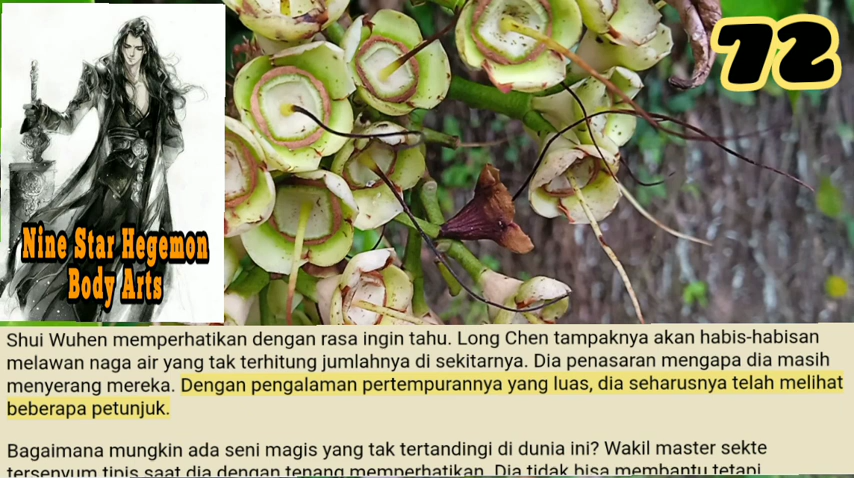 72
Nine Star Hegemon
Body Arts
Shui Wuhen memperhatikan dengan rasa ingin tahu. Long Chen tampaknya akan habis-habisan
melawan naga air yang tak terhitung jumlahnya di sekitarnya. Dia penasaran mengapa dia masih
menyerang mereka. Dengan pengalaman pertempurannya yang luas, dia seharusnya telah melihat
beberapa petunjuk.
Bagaimana mungkin ada seni magis yang tak tertandingi di dunia ini? Wakil master sekte
tersenyum tipis saat dia dengan tenang memperhatikan. Dia tidak bisa membantu tetapi